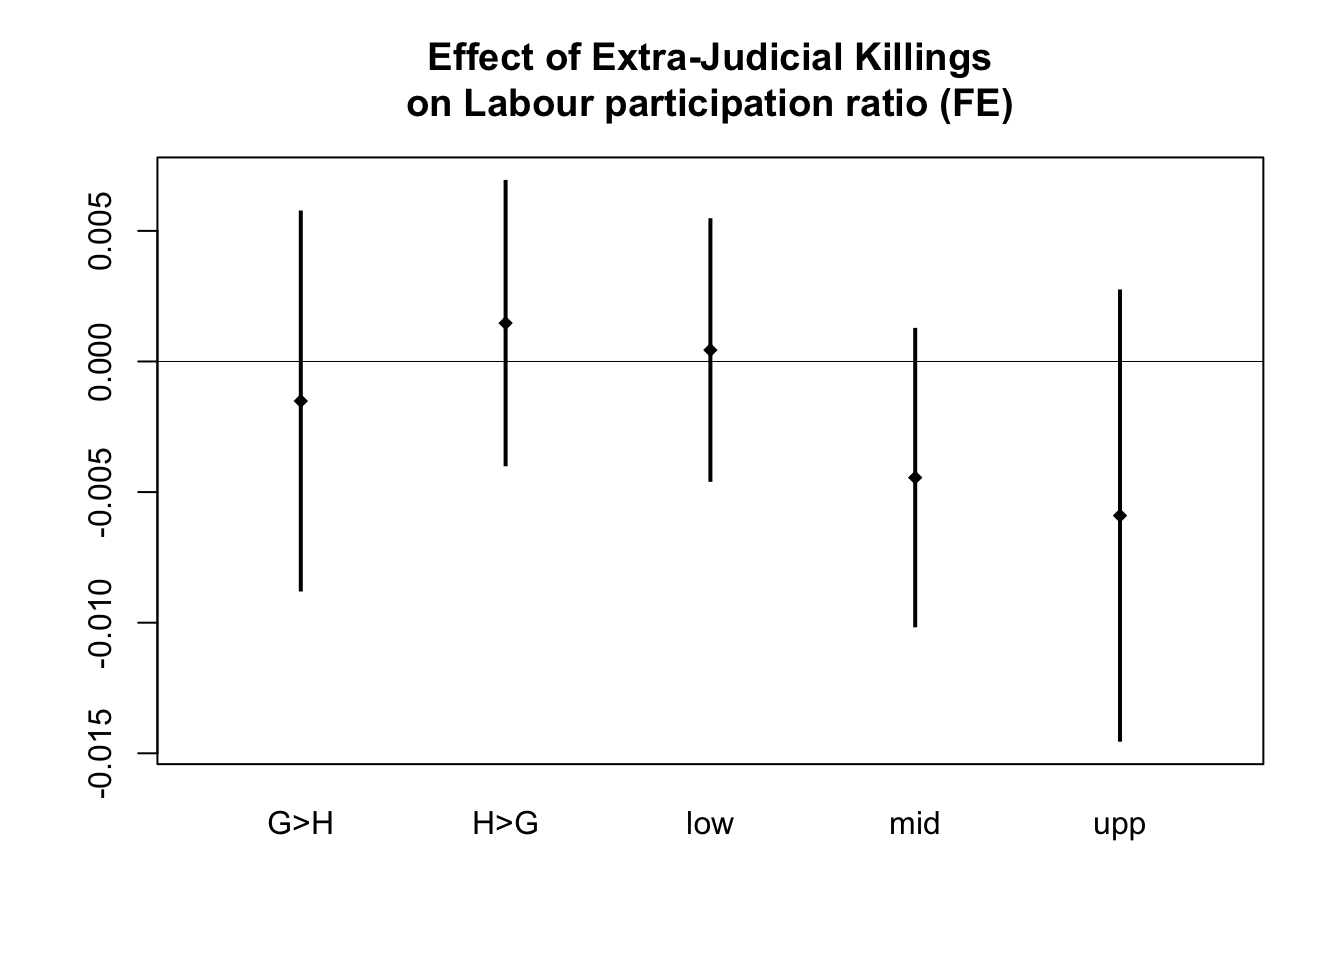 Effect of Extra-Judicial Killings
on Labour participation ratio (FE)
0.005
0.000
-0.005
-0.010
-0.015
G>H H>G low mid upp